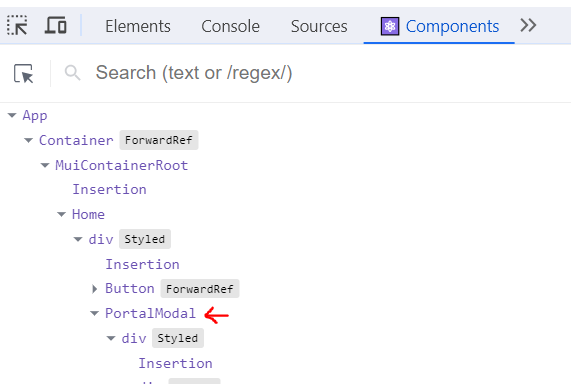 Elements Console Sources Components
Search (text or /regex/)
App
Container ForwardRef
MuiContainerRoot
Insertion
Home
div Styled
Insertion
Button ForwardRef
PortalModal
div Styled
Insertion